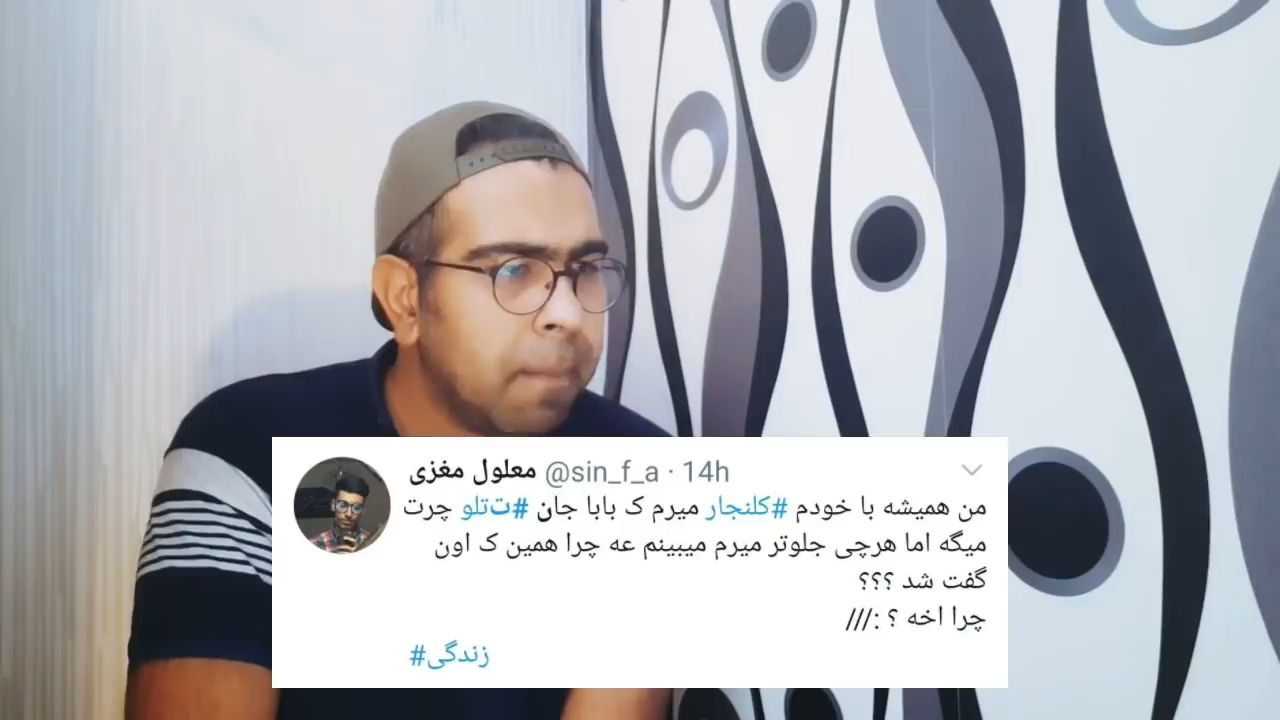 معلول مغزی @sin_f_a · 14h
من همیشه با خودم #کلنجار میرم ک بابا جان #تتلو چرت
میگه اما هرچی جلوتر میرم میبینم عه چرا همین ک اون
گفت شد ؟؟؟
چرا اخه ؟ :///
#زندگی